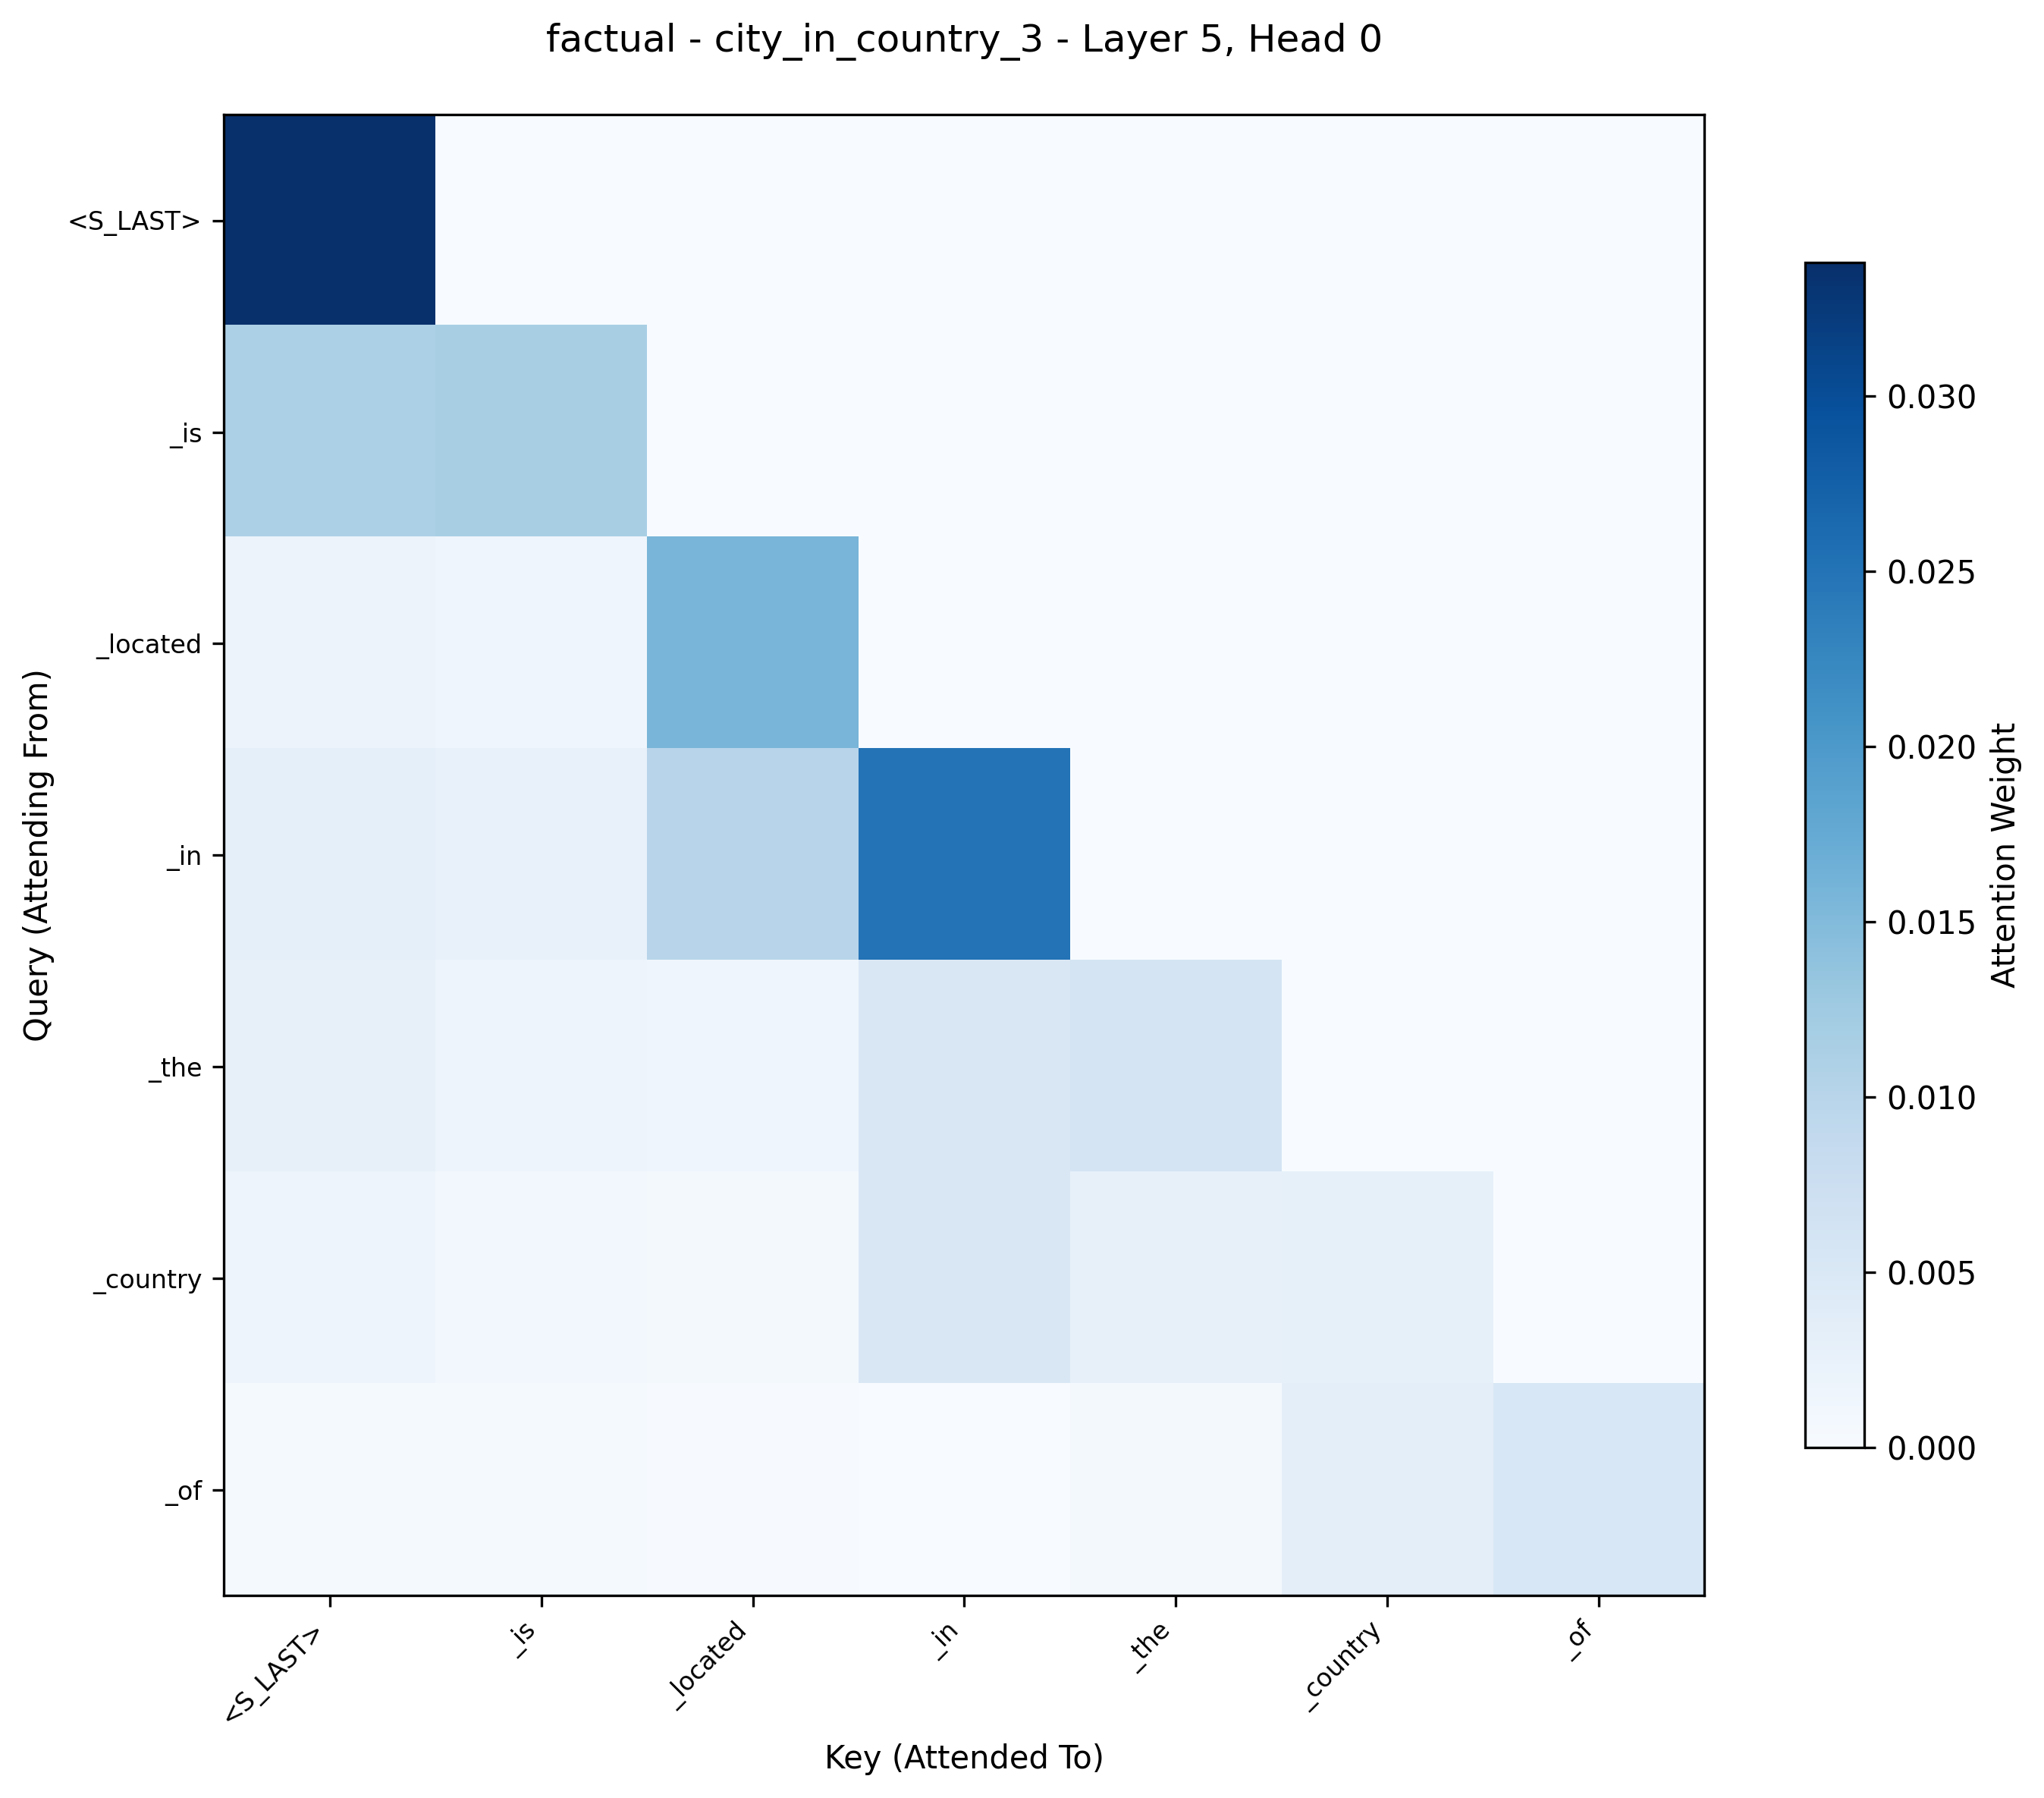 factual - city_in_country_3 - Layer 5, Head 0
Query (Attending From)
<S_LAST>
_is
_located
_in
_the
_country
_of
<S_LAST>
_is
_located
_in
_the
_country
_of
Key (Attended To)
0.030
0.025
0.020
0.015
0.010
0.005
0.000
Attention Weight